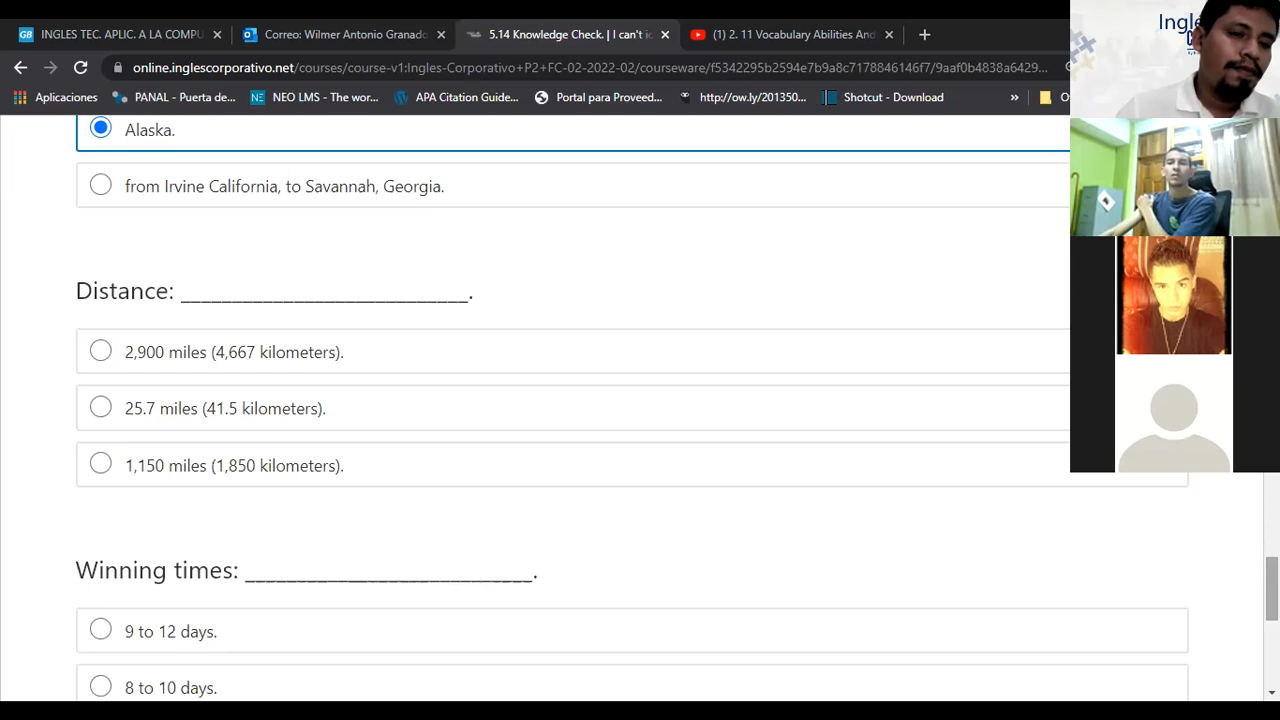 INGLES TEC. APLIC. A LA COMPU
Correo: Wilmer Antonio Granado
5.14 Knowledge Check. | I can't i
(1) 2. 11 Vocabulary Abilities And
online.inglescorporativo.net/courses/course-v1:Ingles-Corporativo+P2+FC-02-2022-02/courseware/f5342295b2594e7b9a8c7178846146f7/9aaf0b4838a6429...
Aplicaciones
PANAL - Puerta de...
NEO LMS - The wor...
APA Citation Guide...
Portal para Proveed...
http://ow.ly/201350...
Shotcut - Download
»
Alaska.
from Irvine California, to Savannah, Georgia.
Distance: ____________________________.
2,900 miles (4,667 kilometers).
25.7 miles (41.5 kilometers).
1,150 miles (1,850 kilometers).
Winning times: ____________________________.
9 to 12 days.
8 to 10 days.